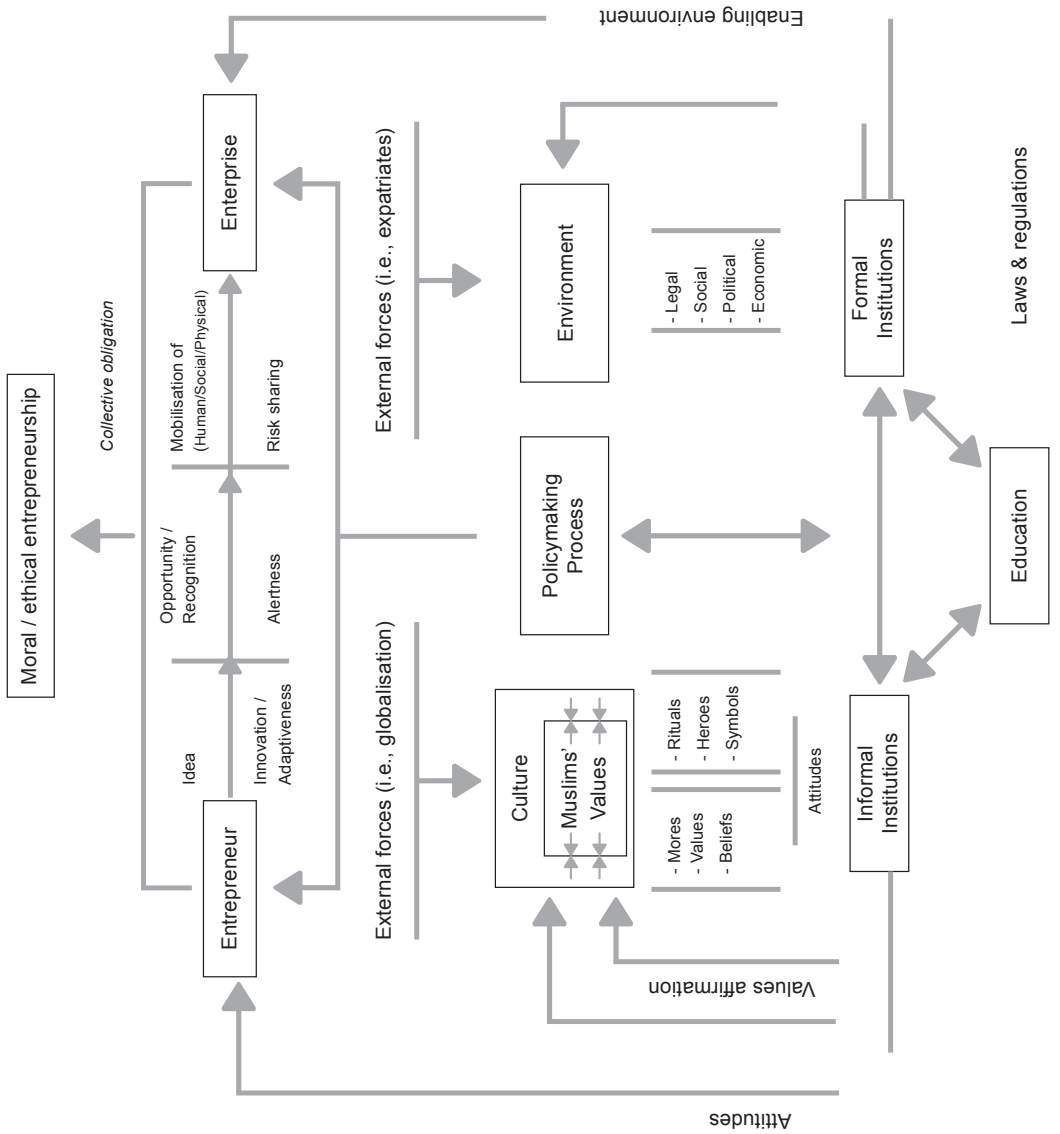 Moral / ethical entrepreneurship
Collective obligation
Entrepreneur
Idea
Innovation /
Adaptiveness
Opportunity /
Recognition
Alertness
Mobilisation of
(Human/Social/Physical)
Risk sharing
Enterprise
External forces (i.e., globalisation)
External forces (i.e., expatriates)
Culture
Muslims'
Values
- Mores
- Values
- Beliefs
- Rituals
- Heroes
- Symbols
Attitudes
Policymaking
Process
Environment
- Legal
- Social
- Political
- Economic
Attitudes
Values affirmation
Enabling environment
Informal
Institutions
Formal
Institutions
Education
Laws & regulations